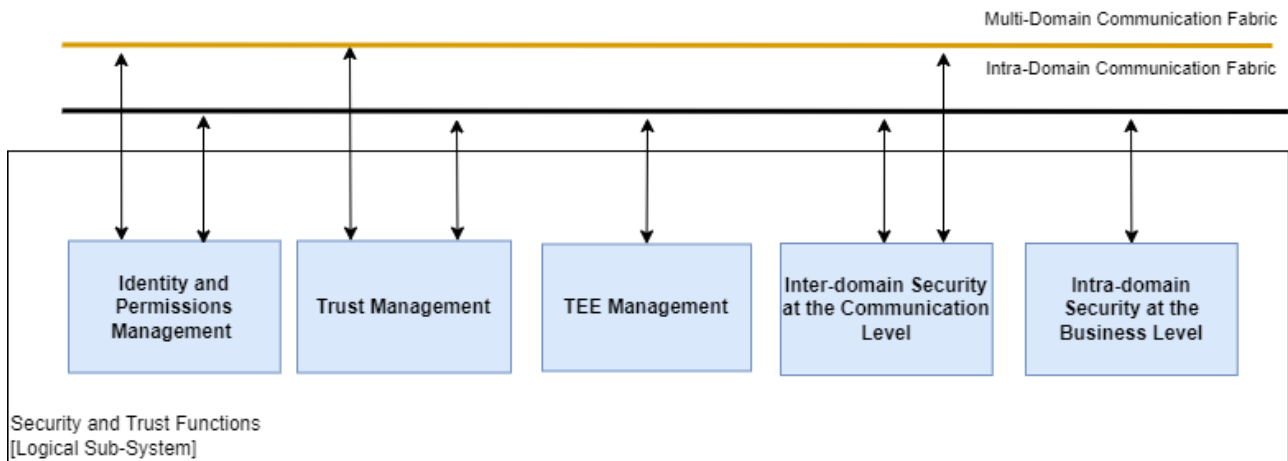 Multi-Domain Communication Fabric
Intra-Domain Communication Fabric
Identity and
Permissions
Management
Trust Management
TEE Management
Inter-domain Security
at the Communication
Level
Intra-domain
Security at the
Business Level
Security and Trust Functions
[Logical Sub-System]